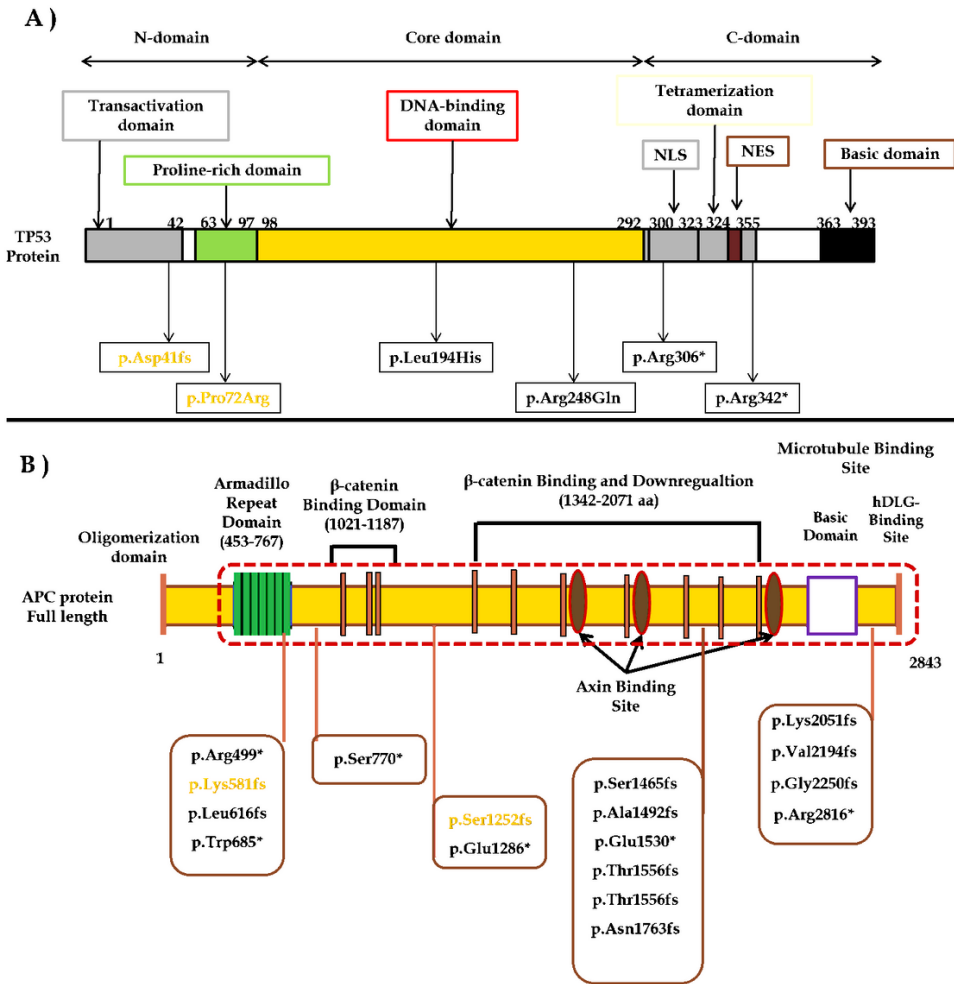 A )
N-domain
Core domain
C-domain
Transactivation
domain
DNA-binding
domain
Tetramerization
domain
Proline-rich domain
NLS
NES
Basic domain
1 42 63 97 98 292 300 323 324 355 363 393
TP53
Protein
p.Asp41fs
p.Leu194His
p.Arg306*
p.Pro72Arg
p.Arg248Gln
p.Arg342*
B )
Microtubule Binding
Site
Armadillo
Repeat
Domain
(453-767)
β-catenin
Binding Domain
(1021-1187)
β-catenin Binding and Downregualtion
(1342-2071 aa)
Basic
Domain
hDLG-
Binding
Site
Oligomerization
domain
APC protein
Full length
1
2843
Axin Binding
Site
p.Arg499*
p.Lys581fs
p.Leu616fs
p.Trp685*
p.Ser770*
p.Ser1252fs
p.Glu1286*
p.Ser1465fs
p.Ala1492fs
p.Glu1530*
p.Thr1556fs
p.Thr1556fs
p.Asn1763fs
p.Lys2051fs
p.Val2194fs
p.Gly2250fs
p.Arg2816*